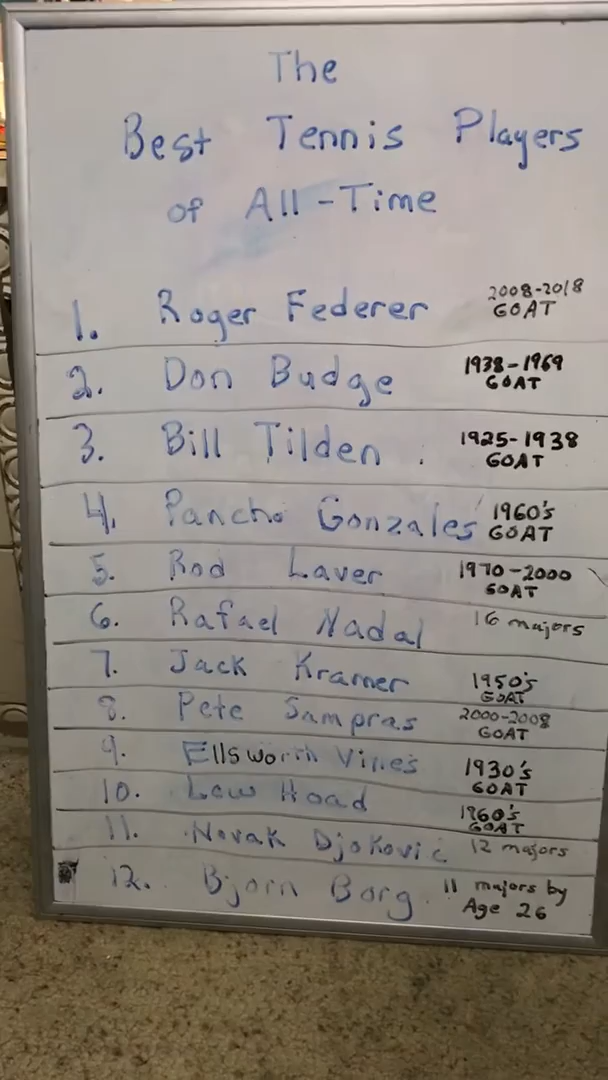 The
Best Tennis Players
of All-Time
1. Roger Federer 2008-2018 GOAT
2. Don Budge 1938-1969 GOAT
3. Bill Tilden . 1925-1938 GOAT
4. Pancho Gonzales 1960's GOAT
5. Rod Laver 1970-2000 GOAT
6. Rafael Nadal 16 majors
7. Jack Kramer 1950's GOAT
8. Pete Sampras 2000-2008 GOAT
9. Ellsworth Vines 1930's GOAT
10. Lew Hoad 1960's GOAT
11. Novak Djokovic 12 majors
12. Bjorn Borg 11 majors by Age 26